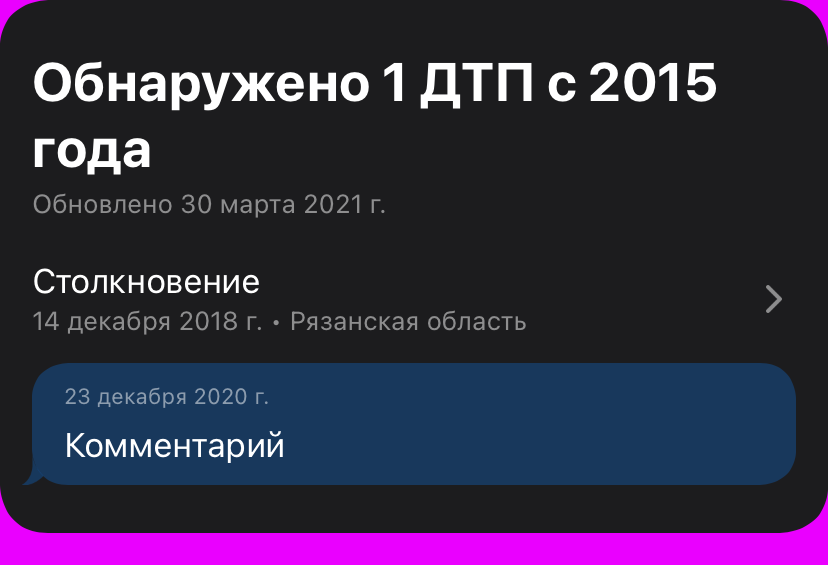 Обнаружено 1 ДТП с 2015
года
Обновлено 30 марта 2021 г.
Столкновение
14 декабря 2018 г. • Рязанская область
23 декабря 2020 г.
Комментарий